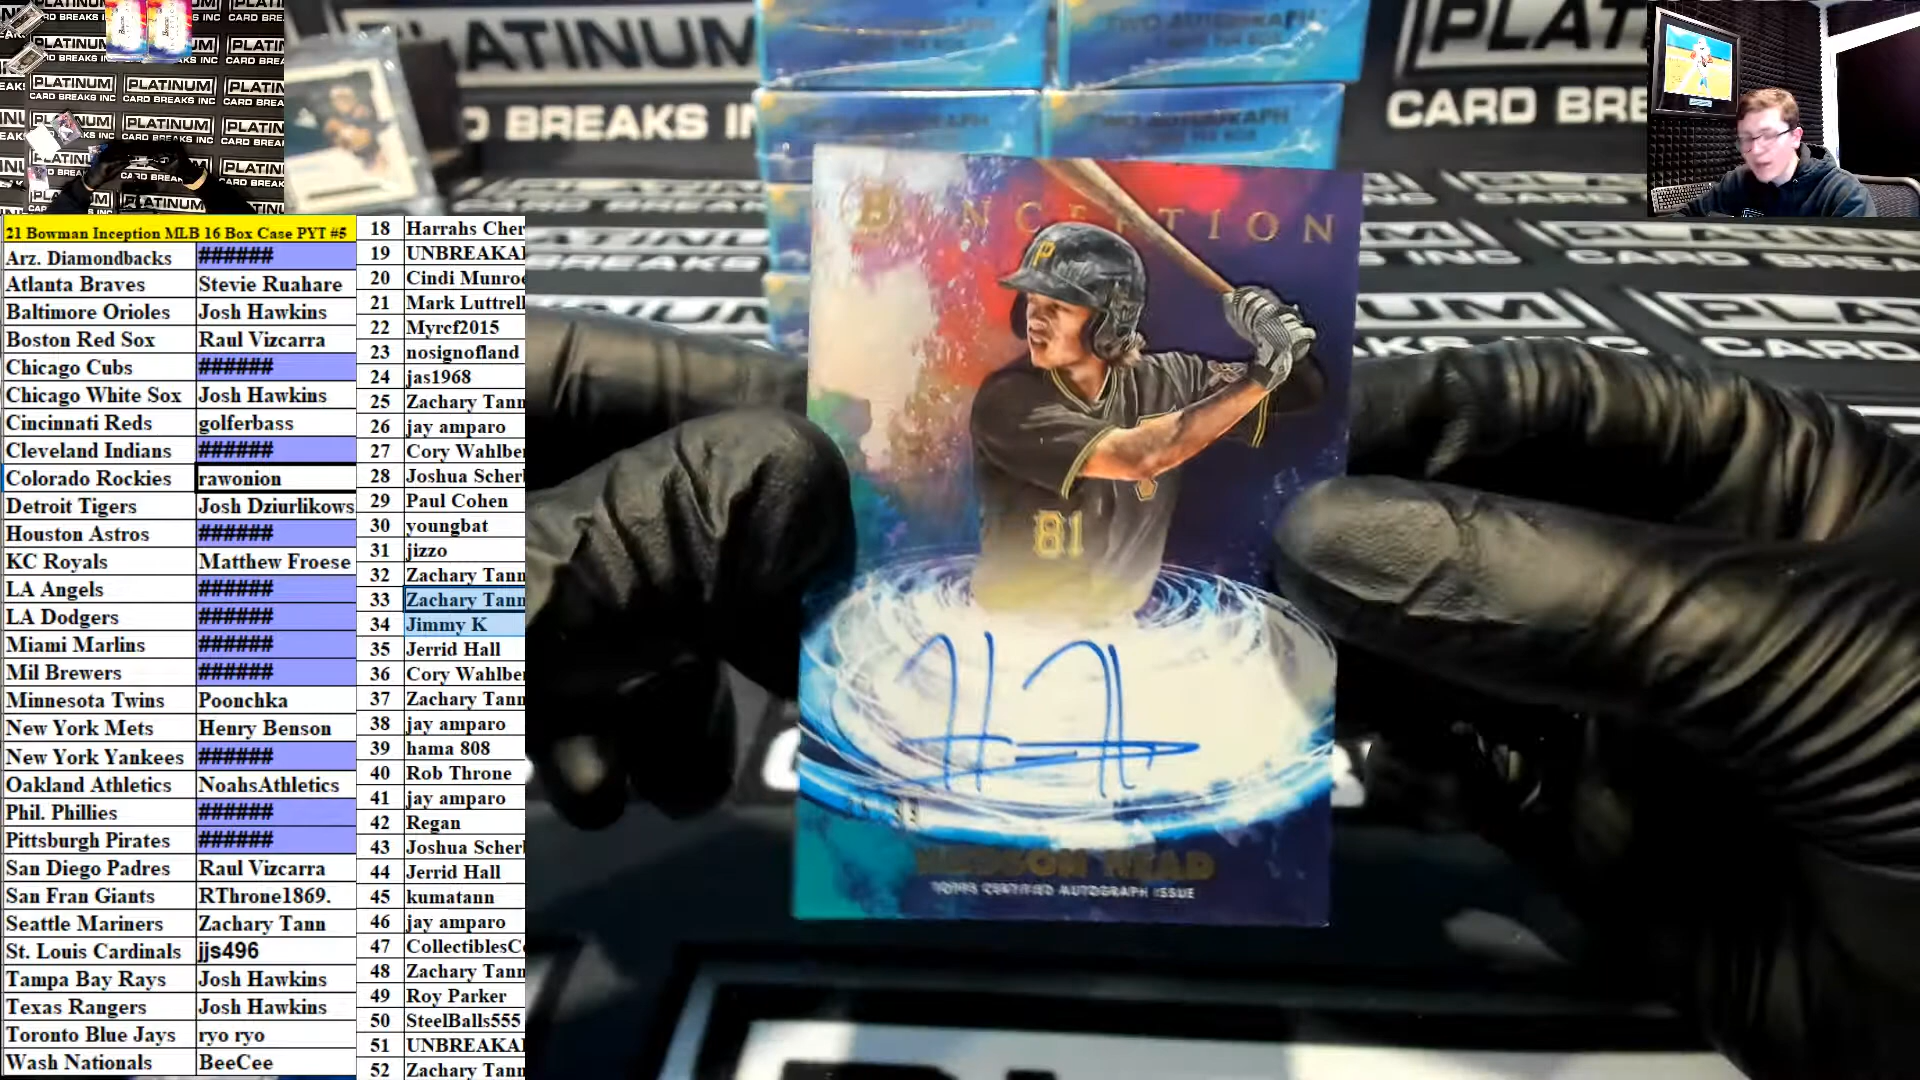 21 Bowman Inception MLB 16 Box Case PYT #5
Arz. Diamondbacks ######
Atlanta Braves Stevie Ruahare
Baltimore Orioles Josh Hawkins
Boston Red Sox Raul Vizcarra
Chicago Cubs ######
Chicago White Sox Josh Hawkins
Cincinnati Reds golferbass
Cleveland Indians ######
Colorado Rockies rawonion
Detroit Tigers Josh Dziurlikows
Houston Astros ######
KC Royals Matthew Froese
LA Angels ######
LA Dodgers ######
Miami Marlins ######
Mil Brewers ######
Minnesota Twins Poonchka
New York Mets Henry Benson
New York Yankees ######
Oakland Athletics NoahsAthletics
Phil. Phillies ######
Pittsburgh Pirates ######
San Diego Padres Raul Vizcarra
San Fran Giants RThrone1869.
Seattle Mariners Zachary Tann
St. Louis Cardinals jjs496
Tampa Bay Rays Josh Hawkins
Texas Rangers Josh Hawkins
Toronto Blue Jays ryo ryo
Wash Nationals BeeCee
18 Harrahs Cher
19 UNBREAKA
20 Cindi Munroe
21 Mark Luttrell
22 Myrcf2015
23 nosignofland
24 jas1968
25 Zachary Tann
26 jay amparo
27 Cory Wahlbe
28 Joshua Scher
29 Paul Cohen
30 youngbat
31 jizzo
32 Zachary Tann
33 Zachary Tann
34 Jimmy K
35 Jerrid Hall
36 Cory Wahlbe
37 Zachary Tann
38 jay amparo
39 hama 808
40 Rob Throne
41 jay amparo
42 Regan
43 Joshua Scher
44 Jerrid Hall
45 kumatann
46 jay amparo
47 CollectiblesC
48 Zachary Tann
49 Roy Parker
50 SteelBalls555
51 UNBREAKA
52 Zachary Tann
PLATINUM
CARD BREAKS INC
TWO AUTOGRAPH
INCEPTION
P
81
HUDSON HEAD
TOPPS CERTIFIED AUTOGRAPH ISSUE